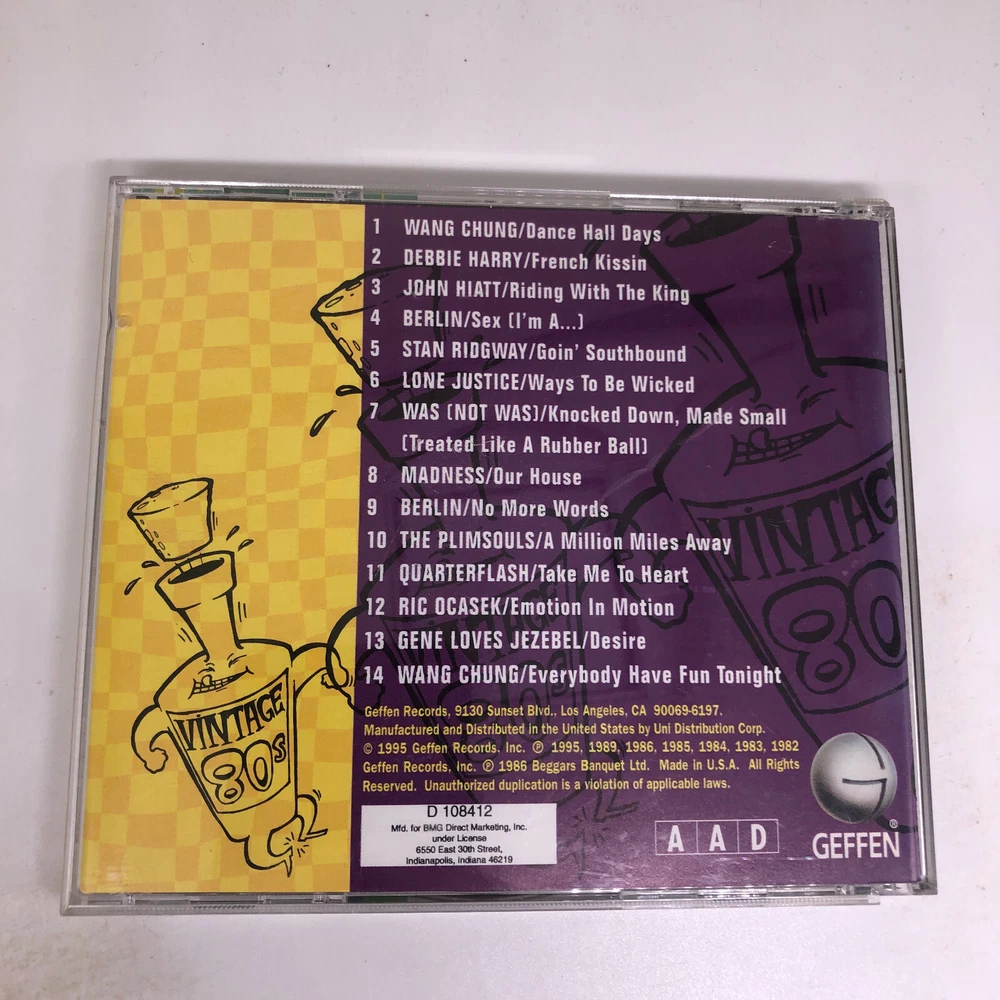 1 WANG CHUNG/Dance Hall Days
2 DEBBIE HARRY/French Kissin
3 JOHN HIATT/Riding With The King
4 BERLIN/Sex (I'm A...)
5 STAN RIDGWAY/Goin' Southbound
6 LONE JUSTICE/Ways To Be Wicked
7 WAS (NOT WAS)/Knocked Down, Made Small
(Treated Like A Rubber Ball)
8 MADNESS/Our House
9 BERLIN/No More Words
10 THE PLIMSOULS/A Million Miles Away
11 QUARTERFLASH/Take Me To Heart
12 RIC OCASEK/Emotion In Motion
13 GENE LOVES JEZEBEL/Desire
14 WANG CHUNG/Everybody Have Fun Tonight
Geffen Records, 9130 Sunset Blvd., Los Angeles, CA 90069-6197.
Manufactured and Distributed in the United States by Uni Distribution Corp.
© 1995 Geffen Records, Inc. ℗ 1995, 1989, 1986, 1985, 1984, 1983, 1982
Geffen Records, Inc. ℗ 1986 Beggars Banquet Ltd. Made in U.S.A. All Rights
Reserved. Unauthorized duplication is a violation of applicable laws.
D 108412
Mfd. for BMG Direct Marketing, Inc.
under License
6550 East 30th Street,
Indianapolis, Indiana 46219
AAD
G
GEFFEN®
VINTAGE
80s
VINTAGE
80s
VINTAG
80